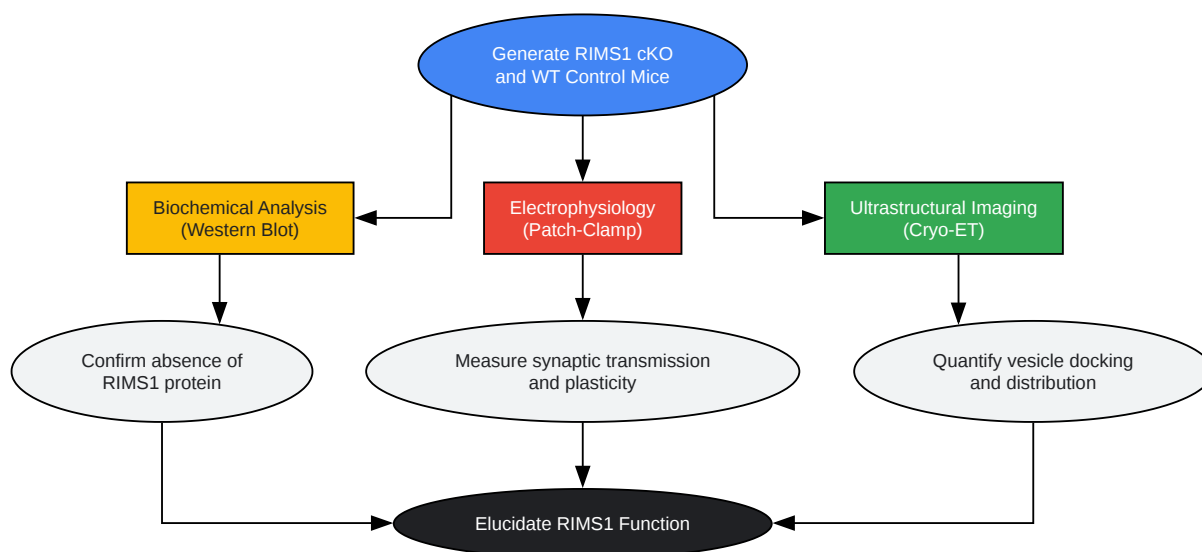 Generate RIMS1 cKO
and WT Control Mice
Biochemical Analysis
(Western Blot)
Electrophysiology
(Patch-Clamp)
Ultrastructural Imaging
(Cryo-ET)
Confirm absence of
RIMS1 protein
Measure synaptic transmission
and plasticity
Quantify vesicle docking
and distribution
Elucidate RIMS1 Function